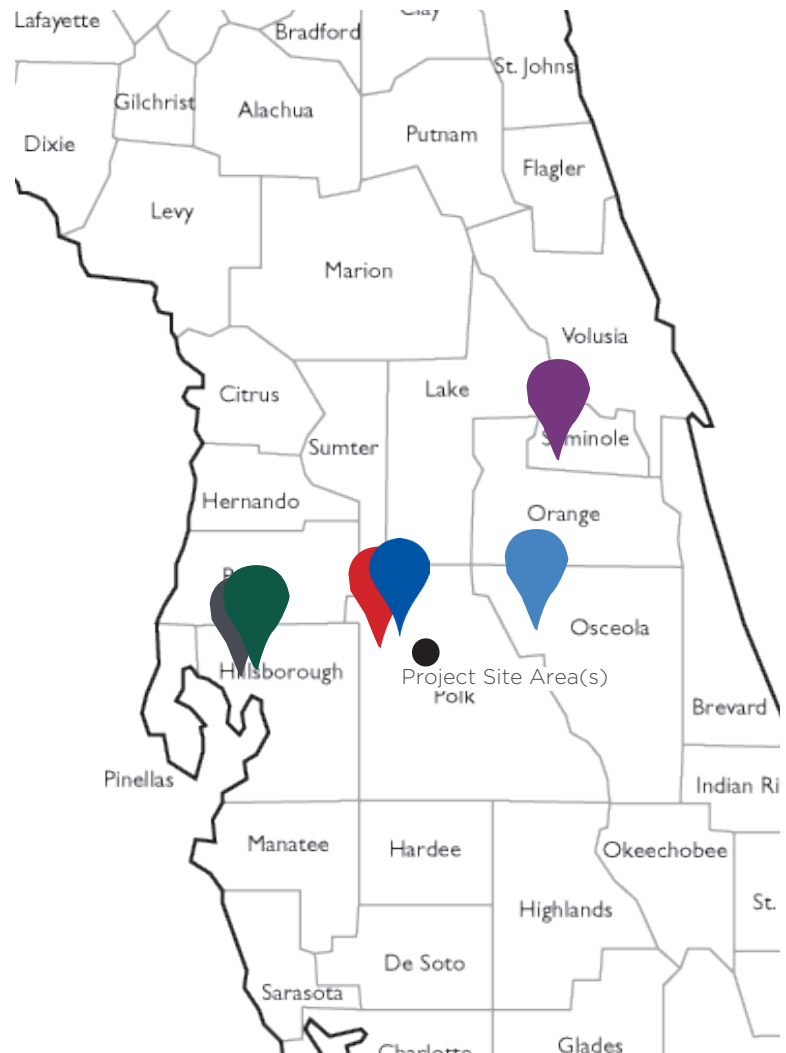 Lafayette
Clay
Bradford
St. Johns
Gilchrist
Alachua
Putnam
Dixie
Flagler
Levy
Marion
Volusia
Citrus
Lake
Seminole
Sumter
Hernando
Orange
Osceola
Hillsborough
Project Site Area(s)
Polk
Brevard
Pinellas
Indian Ri
Manatee
Hardee
Okeechobee
Highlands
St.
De Soto
Sarasota
Charlotte
Glades